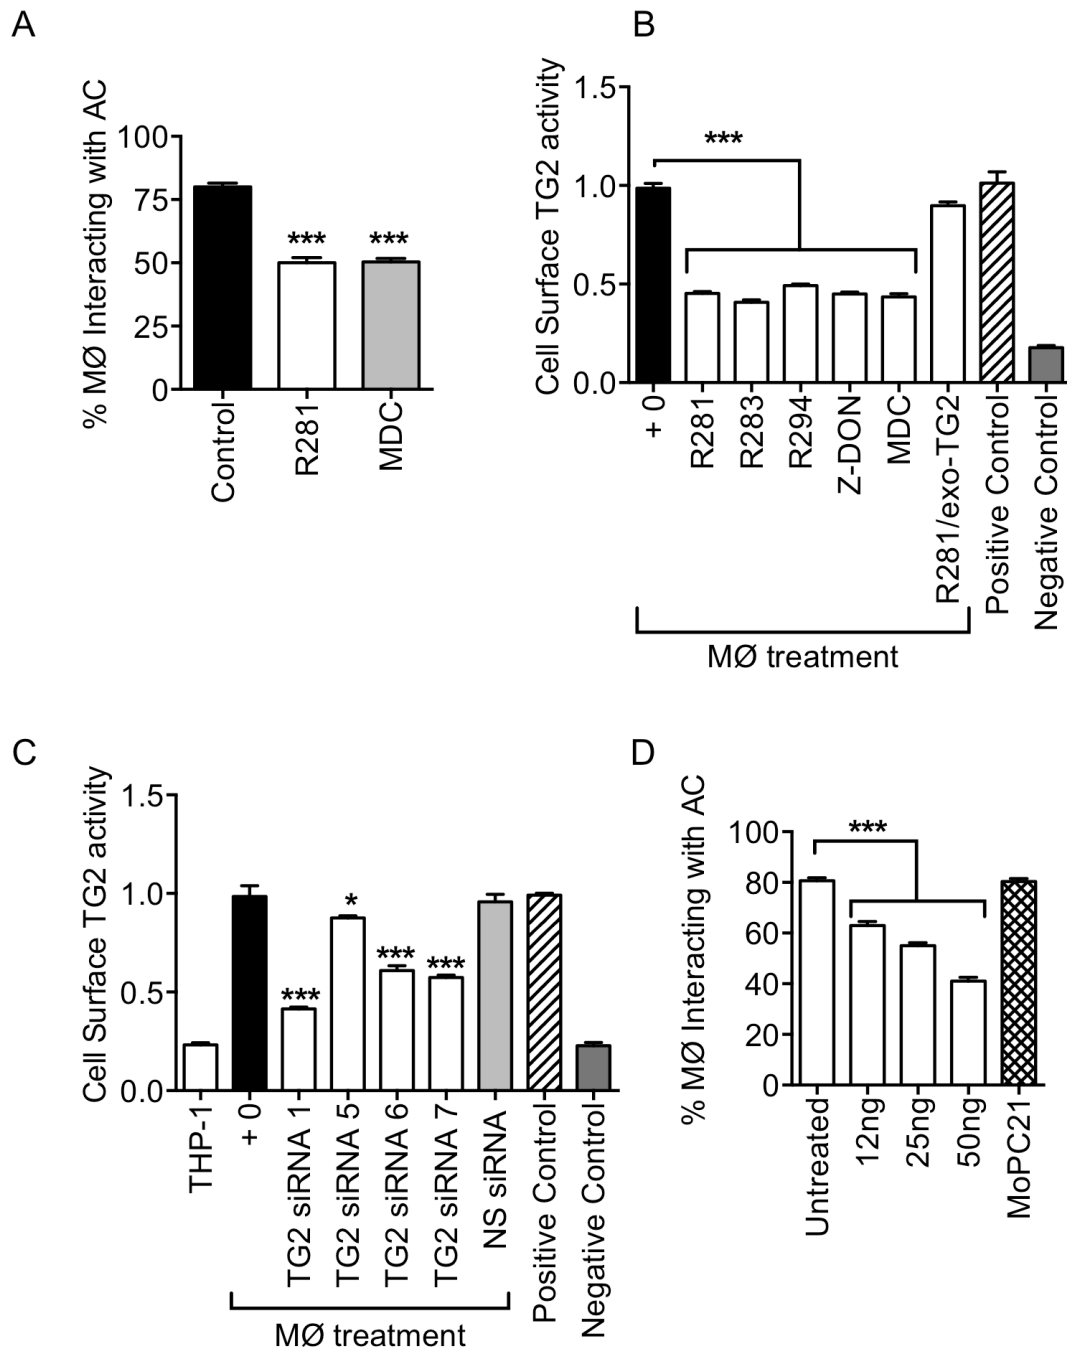 A
% MØ Interacting with AC
100
75
50
25
0
***
***
Control
R281
MDC
B
Cell Surface TG2 activity
1.5
1.0
0.5
0.0
***
+ 0
R281
R283
R294
Z-DON
MDC
R281/exo-TG2
Positive Control
Negative Control
MØ treatment
C
Cell Surface TG2 activity
1.5
1.0
0.5
0.0
***
*
***
***
THP-1
+ 0
TG2 siRNA 1
TG2 siRNA 5
TG2 siRNA 6
TG2 siRNA 7
NS siRNA
Positive Control
Negative Control
MØ treatment
D
% MØ Interacting with AC
100
80
60
40
20
0
***
Untreated
12ng
25ng
50ng
MoPC21